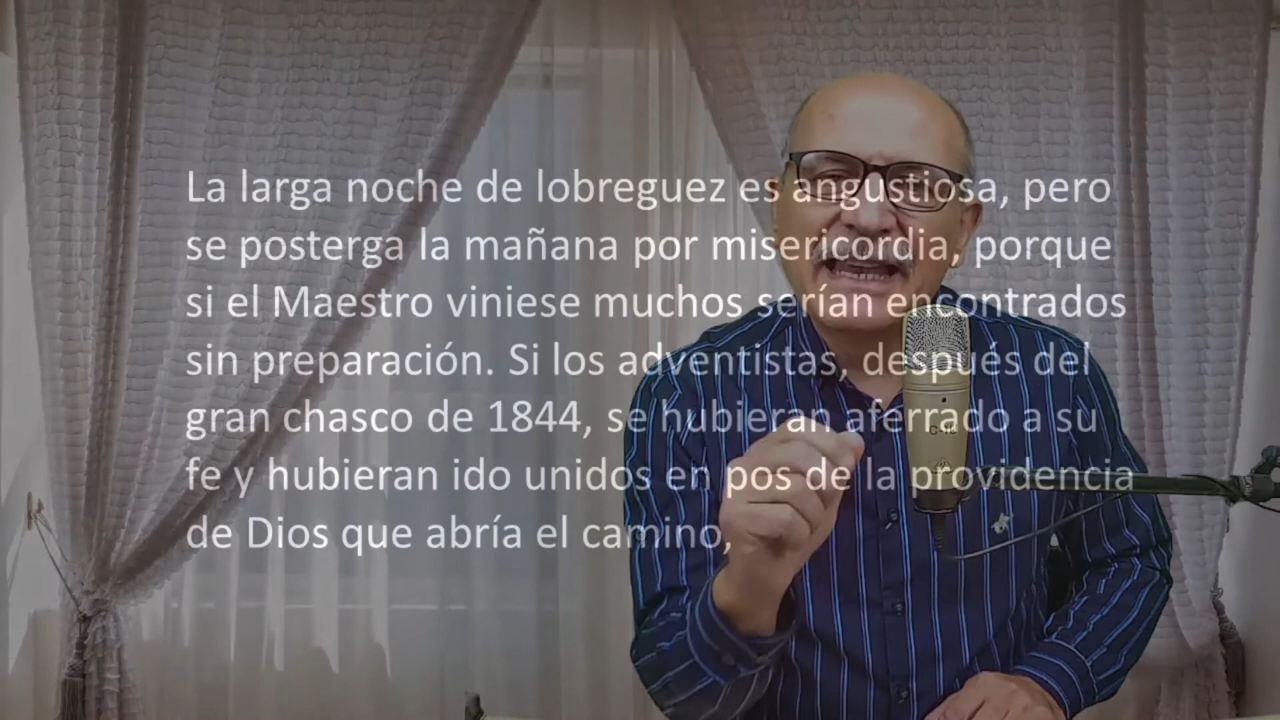 La larga noche de lobreguez es angustiosa, pero
se posterga la mañana por misericordia, porque
si el Maestro viniese muchos serían encontrados
sin preparación. Si los adventistas, después del
gran chasco de 1844, se hubieran aferrado a su
fe y hubieran ido unidos en pos de la providencia
de Dios que abría el camino,